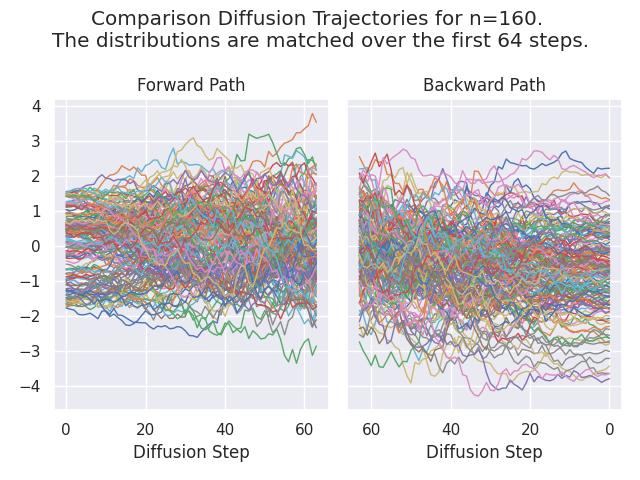 Comparison Diffusion Trajectories for n=160.
The distributions are matched over the first 64 steps.
Forward Path
Backward Path
4
3
2
1
0
−1
−2
−3
−4
0 20 40 60
60 40 20 0
Diffusion Step
Diffusion Step